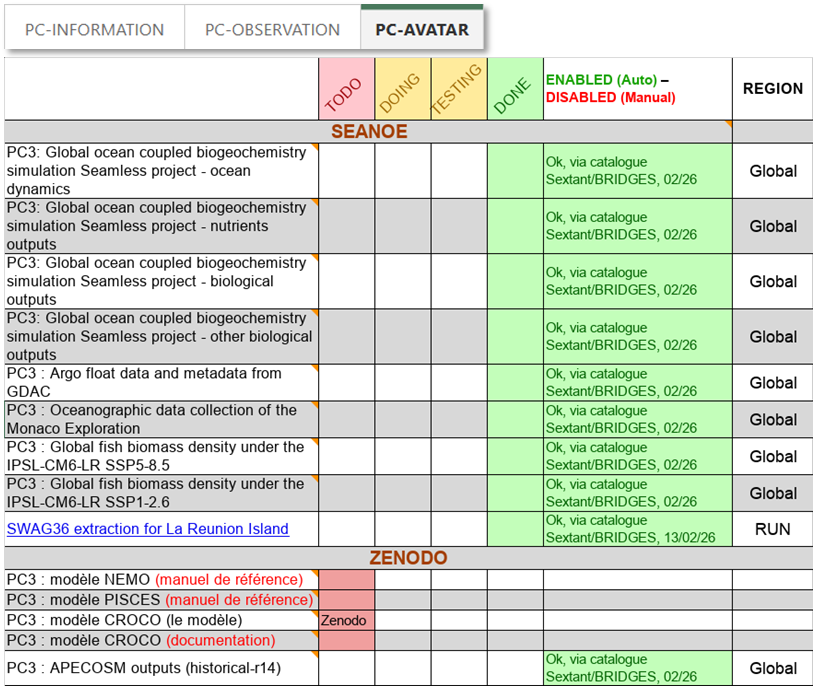 PC-INFORMATION PC-OBSERVATION PC-AVATAR
TODO DOING TESTING DONE ENABLED (Auto) – DISABLED (Manual) REGION
SEANOE
PC3: Global ocean coupled biogeochemistry
simulation Seamless project - ocean
dynamics
Ok, via catalogue
Sextant/BRIDGES, 02/26
Global
PC3: Global ocean coupled biogeochemistry
simulation Seamless project - nutrients
outputs
Ok, via catalogue
Sextant/BRIDGES, 02/26
Global
PC3: Global ocean coupled biogeochemistry
simulation Seamless project - biological
outputs
Ok, via catalogue
Sextant/BRIDGES, 02/26
Global
PC3: Global ocean coupled biogeochemistry
simulation Seamless project - other biological
outputs
Ok, via catalogue
Sextant/BRIDGES, 02/26
Global
PC3 : Argo float data and metadata from
GDAC
Ok, via catalogue
Sextant/BRIDGES, 02/26
Global
PC3 : Oceanographic data collection of the
Monaco Exploration
Ok, via catalogue
Sextant/BRIDGES, 02/26
Global
PC3 : Global fish biomass density under the
IPSL-CM6-LR SSP5-8.5
Ok, via catalogue
Sextant/BRIDGES, 02/26
Global
PC3 : Global fish biomass density under the
IPSL-CM6-LR SSP1-2.6
Ok, via catalogue
Sextant/BRIDGES, 02/26
Global
SWAG36 extraction for La Reunion Island
Ok, via catalogue
Sextant/BRIDGES, 13/02/26
RUN
ZENODO
PC3 : modèle NEMO (manuel de référence)
PC3 : modèle PISCES (manuel de référence)
PC3 : modèle CROCO (le modèle) Zenodo
PC3 : modèle CROCO (documentation)
PC3 : APECOSM outputs (historical-r14)
Ok, via catalogue
Sextant/BRIDGES, 02/26
Global